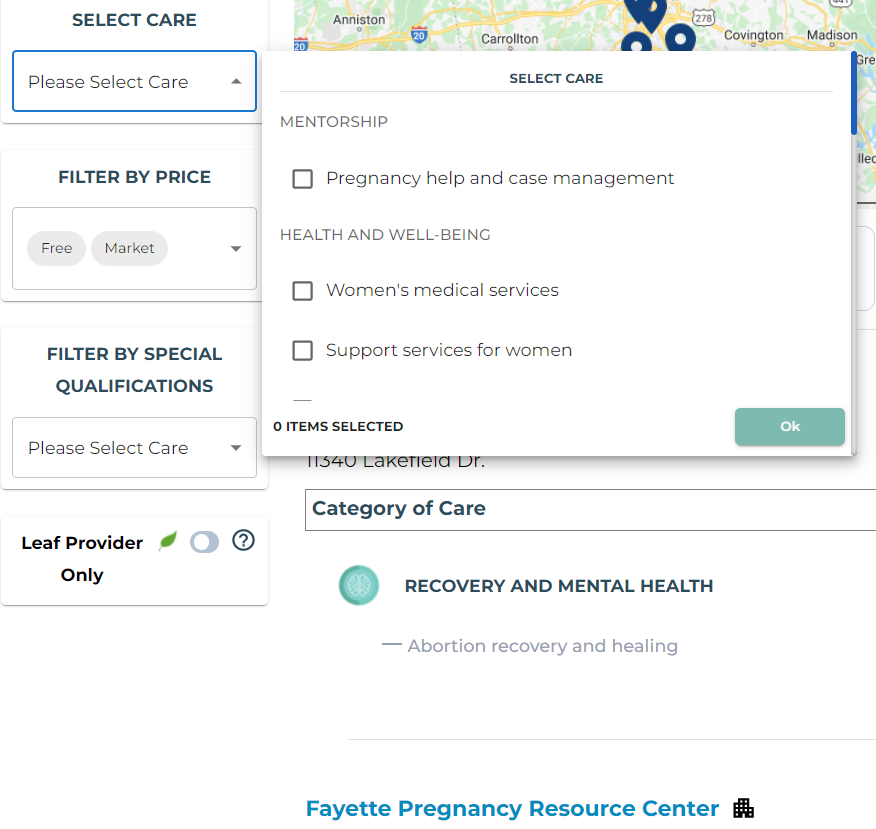 SELECT CARE
Please Select Care
FILTER BY PRICE
Free Market
FILTER BY SPECIAL
QUALIFICATIONS
Please Select Care
Leaf Provider
Only
Anniston
20
20
Carrollton
278
Covington
Madison
441
SELECT CARE
MENTORSHIP
Pregnancy help and case management
HEALTH AND WELL-BEING
Women's medical services
Support services for women
0 ITEMS SELECTED
Ok
11340 Lakefield Dr.
Category of Care
RECOVERY AND MENTAL HEALTH
— Abortion recovery and healing
Fayette Pregnancy Resource Center